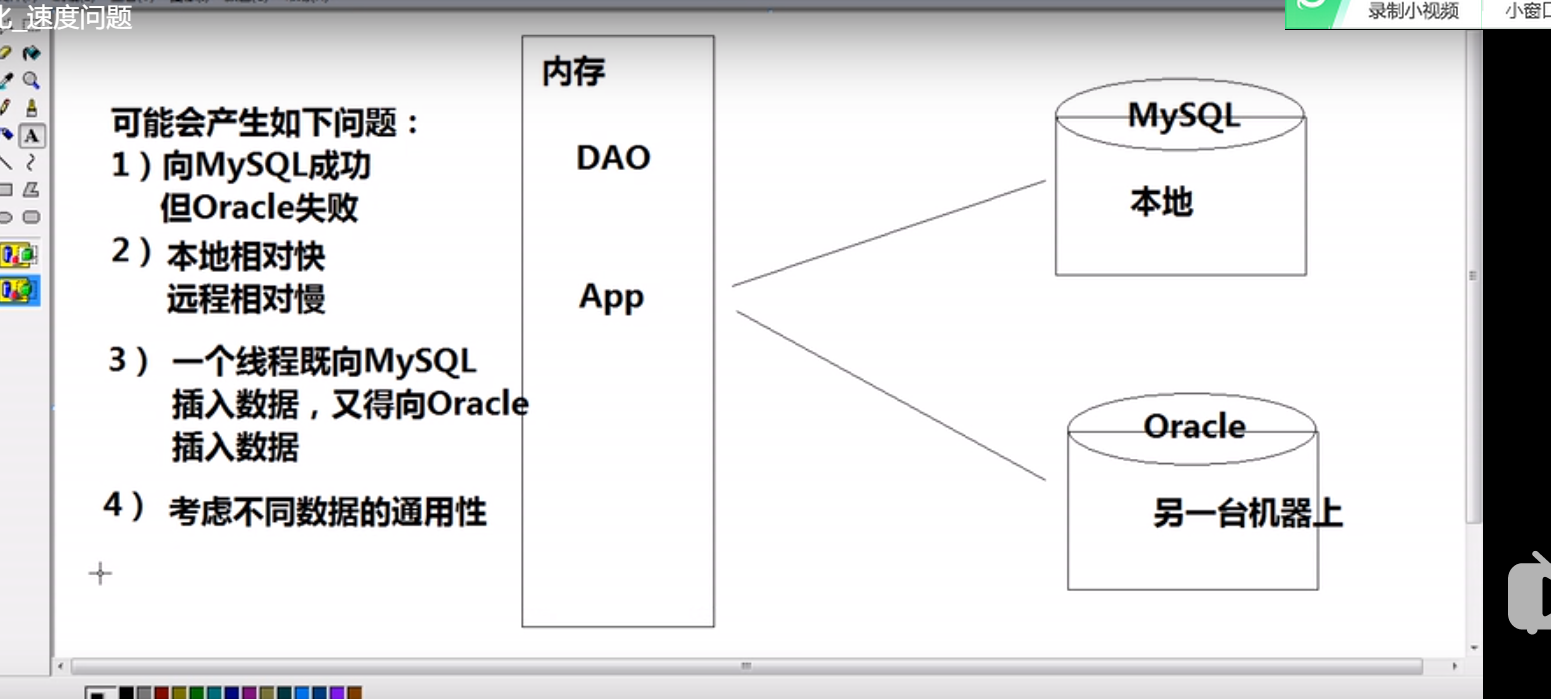 _速度问题
录制小视频
可能会产生如下问题：
1）向MySQL成功
但Oracle失败
2）本地相对快
远程相对慢
3）一个线程既向MySQL
插入数据，又得向Oracle
插入数据
4）考虑不同数据的通用性
A
内存
DAO
App
MySQL
本地
Oracle
另一台机器上